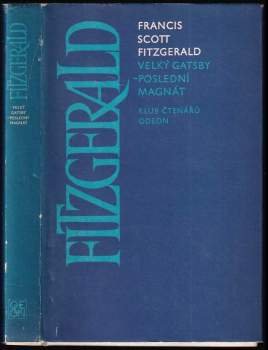 FITZGERALD
VELKÝ
GATSBY
-POSLEDNÍ
MAGNÁT
FITZGERALD
FRANCIS
SCOTT
FITZGERALD
VELKÝ GATSBY
-POSLEDNÍ
MAGNÁT
KLUB ČTENÁŘŮ
ODEON